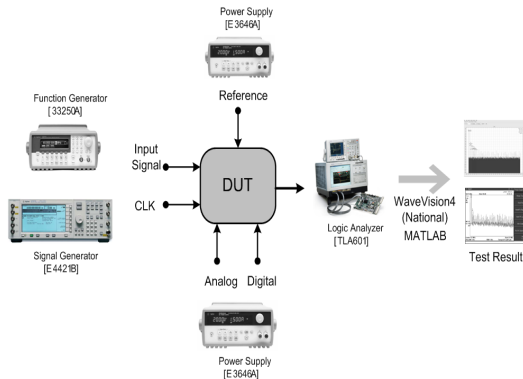 Power Supply
[E3646A]
Reference
Function Generator
[33250A]
Input
Signal
CLK
DUT
Signal Generator
[E4421B]
Logic Analyzer
[TLA601]
WaveVision4
(National)
MATLAB
Test Result
Analog Digital
Power Supply
[E3646A]